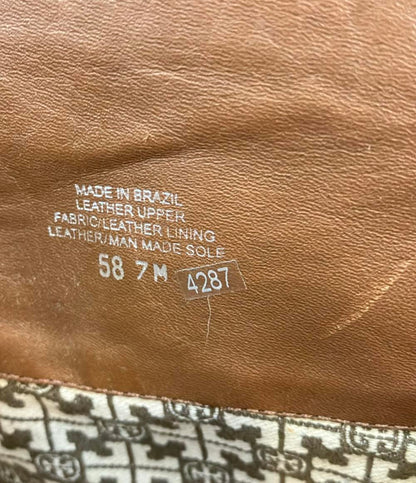 MADE IN BRAZIL
LEATHER UPPER
FABRIC/LEATHER LINING
LEATHER/MAN MADE SOLE
58 7M 4287